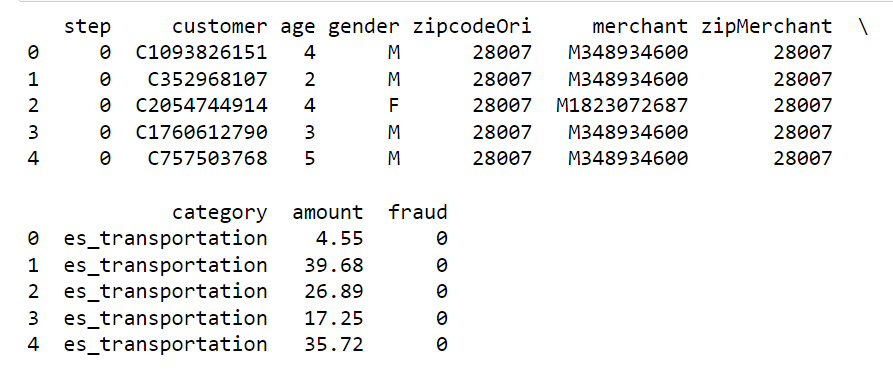 step customer age gender zipcodeOri merchant zipMerchant \
0 0 C1093826151 4 M 28007 M348934600 28007
1 0 C352968107 2 M 28007 M348934600 28007
2 0 C2054744914 4 F 28007 M1823072687 28007
3 0 C1760612790 3 M 28007 M348934600 28007
4 0 C757503768 5 M 28007 M348934600 28007
category amount fraud
0 es_transportation 4.55 0
1 es_transportation 39.68 0
2 es_transportation 26.89 0
3 es_transportation 17.25 0
4 es_transportation 35.72 0